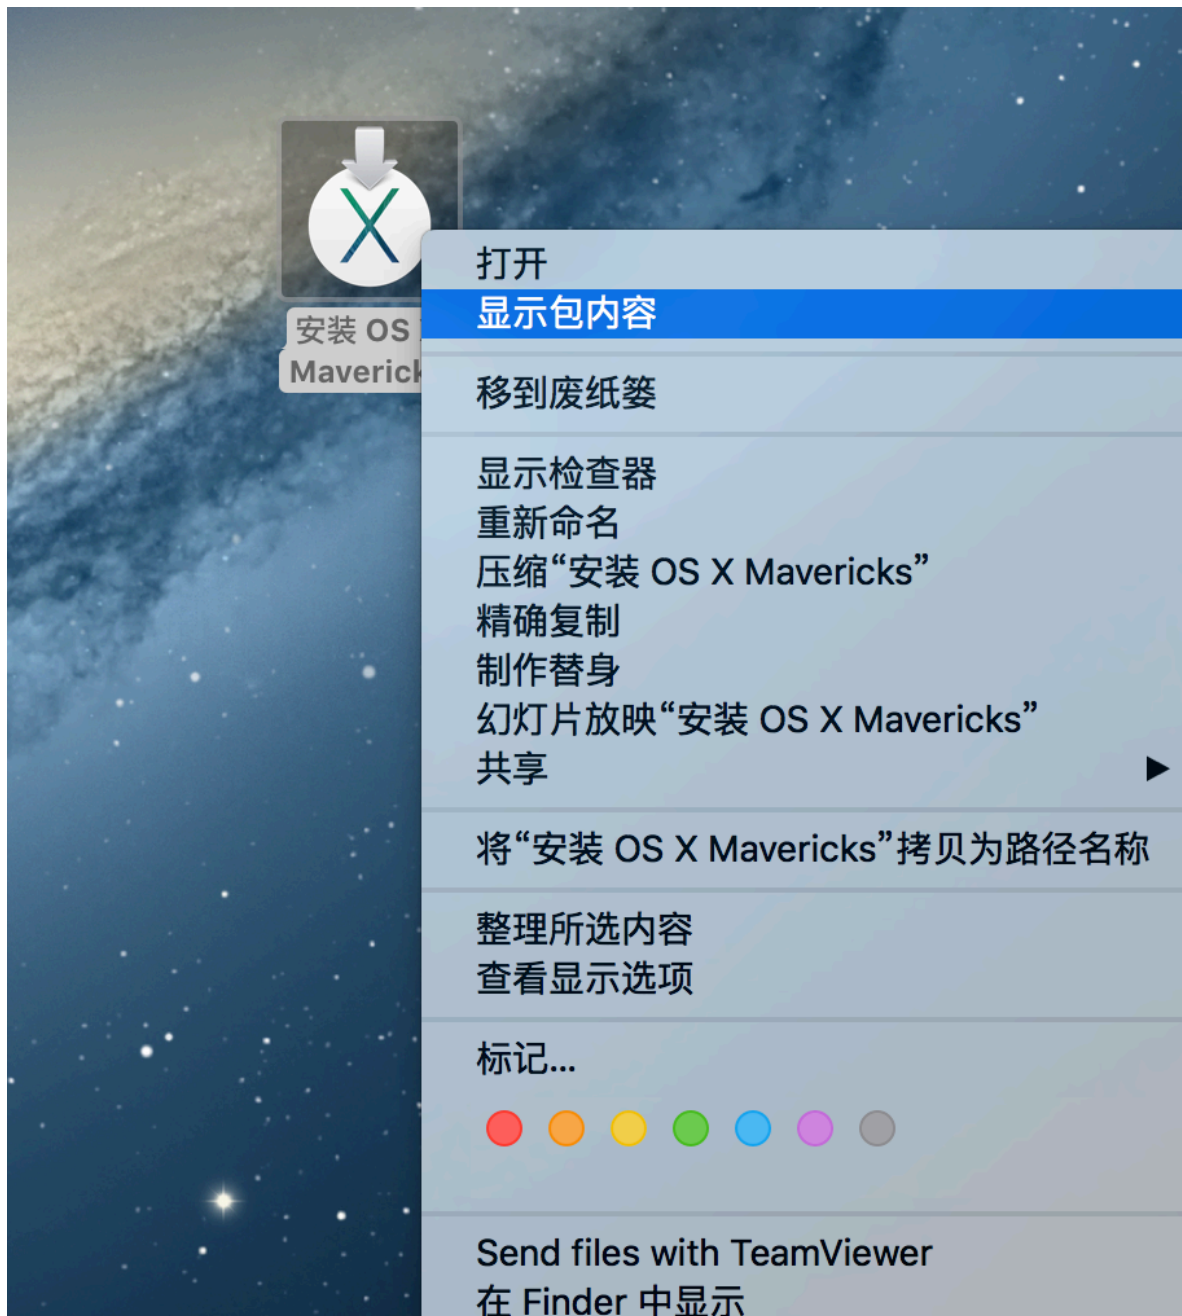 安装 OS
Maverick
打开
显示包内容
移到废纸篓
显示检查器
重新命名
压缩“安装 OS X Mavericks”
精确复制
制作替身
幻灯片放映“安装 OS X Mavericks”
共享
将“安装 OS X Mavericks”拷贝为路径名称
整理所选内容
查看显示选项
标记...
Send files with TeamViewer
在 Finder 中显示